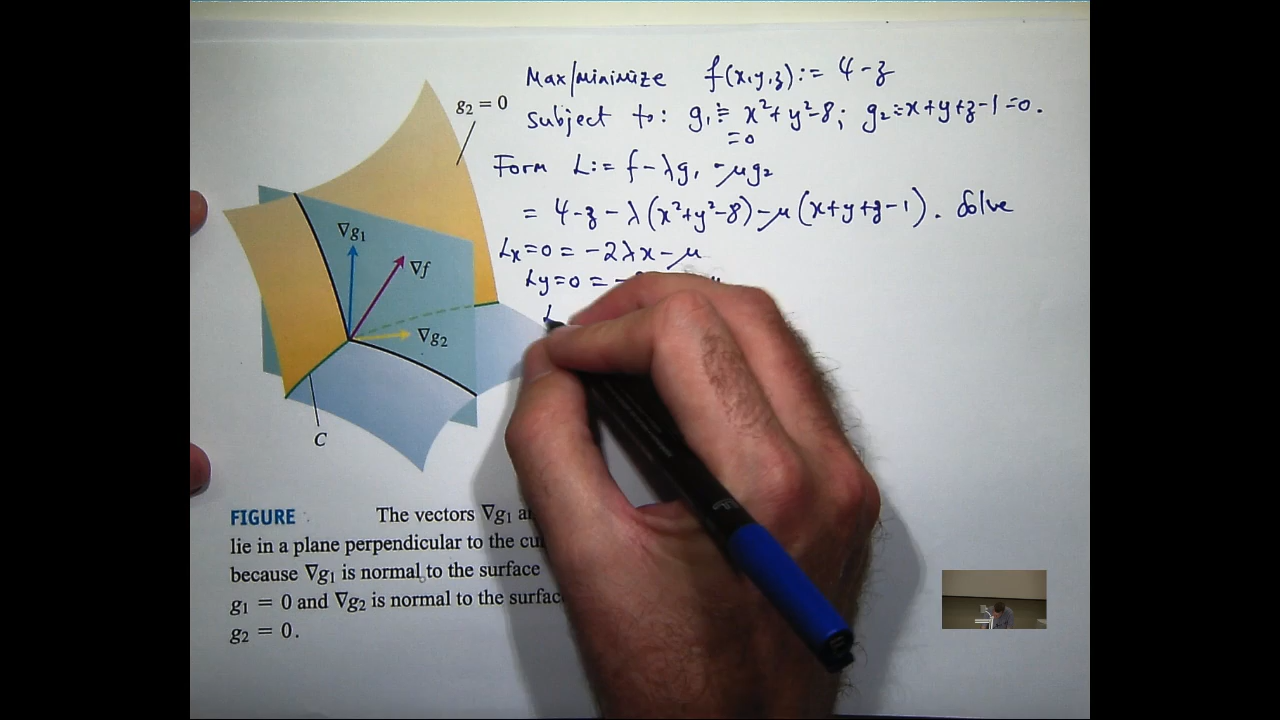 Max/minimize f(x,y,z) := 4-z
subject to: g₁ := x²+y²-8; g₂ := x+y+z-1=0.
=0
Form L := f-λg₁ -μg₂
= 4-z-λ(x²+y²-8)-μ(x+y+z-1). Solve
Lx=0=-2λx-μ
Ly=0=-
g₂ = 0
∇g₁
∇f
∇g₂
C
FIGURE The vectors ∇g₁
lie in a plane perpendicular to the
because ∇g₁ is normal to the surface
g₁ = 0 and ∇g₂ is normal to the
g₂ = 0.